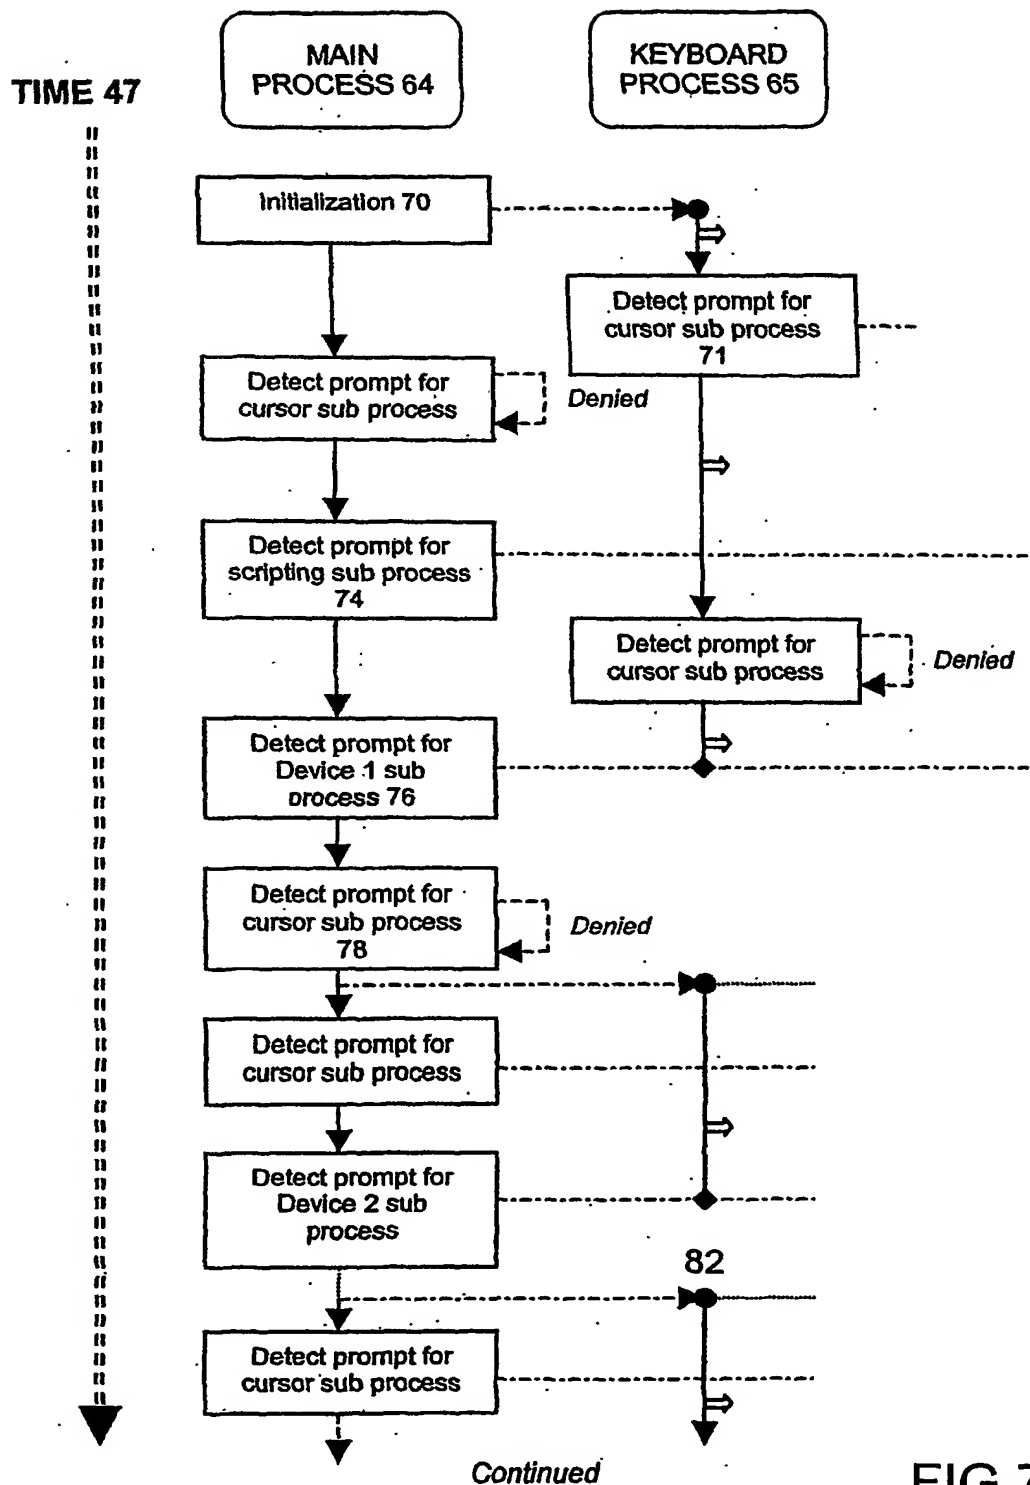 TIME 47
MAIN
PROCESS 64
KEYBOARD
PROCESS 65
Initialization 70
Detect prompt for
cursor sub process
71
Detect prompt for
cursor sub process
Denied
Detect prompt for
scripting sub process
74
Detect prompt for
cursor sub process
Denied
Detect prompt for
Device 1 sub
process 76
Detect prompt for
cursor sub process
78
Denied
Detect prompt for
cursor sub process
Detect prompt for
Device 2 sub
process
82
Detect prompt for
cursor sub process
Continued
FIG 7